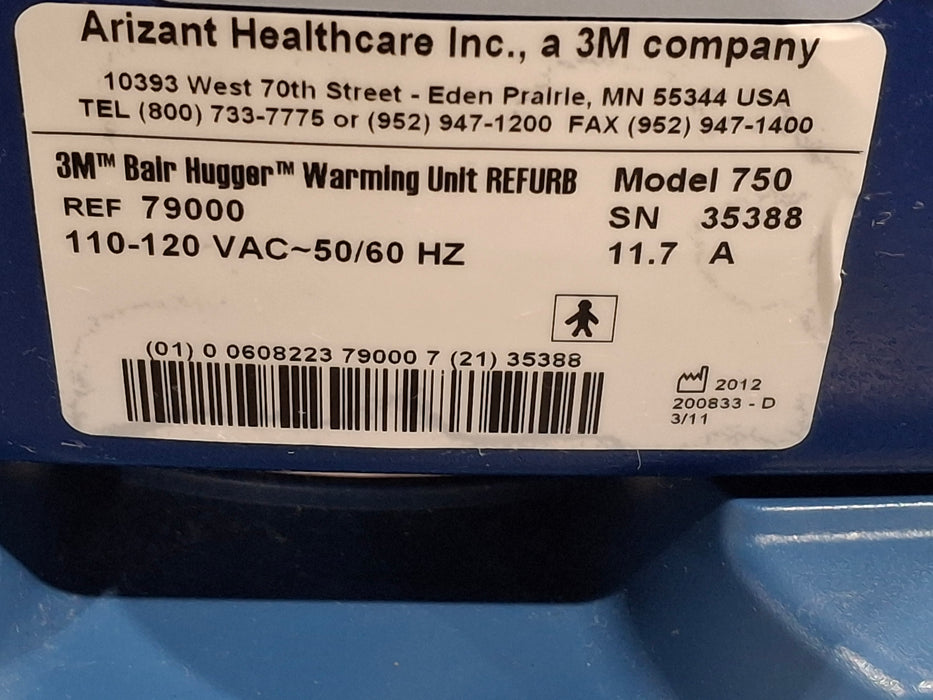 Arizant Healthcare Inc., a 3M company
10393 West 70th Street - Eden Prairie, MN 55344 USA
TEL (800) 733-7775 or (952) 947-1200 FAX (952) 947-1400
3M™ Bair Hugger™ Warming Unit REFURB Model 750
REF 79000 SN 35388
110-120 VAC~50/60 HZ 11.7 A
(01) 0 0608223 79000 7 (21) 35388
2012
200833 - D
3/11